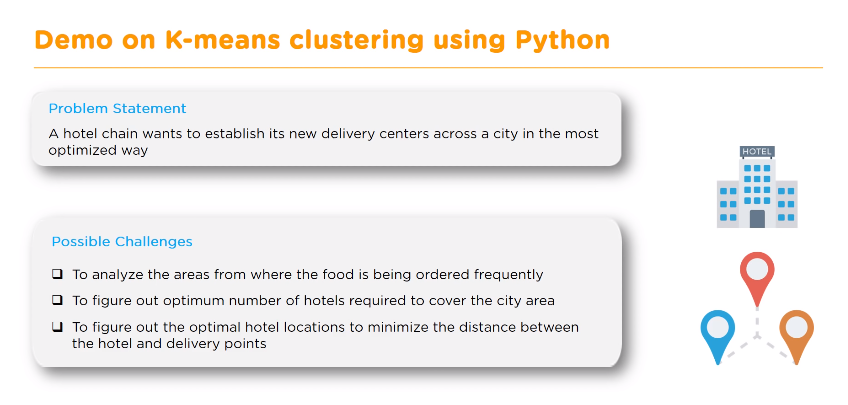 Demo on K-means clustering using Python
Problem Statement
A hotel chain wants to establish its new delivery centers across a city in the most
optimized way
HOTEL
Possible Challenges
❑ To analyze the areas from where the food is being ordered frequently
❑ To figure out optimum number of hotels required to cover the city area
❑ To figure out the optimal hotel locations to minimize the distance between
the hotel and delivery points